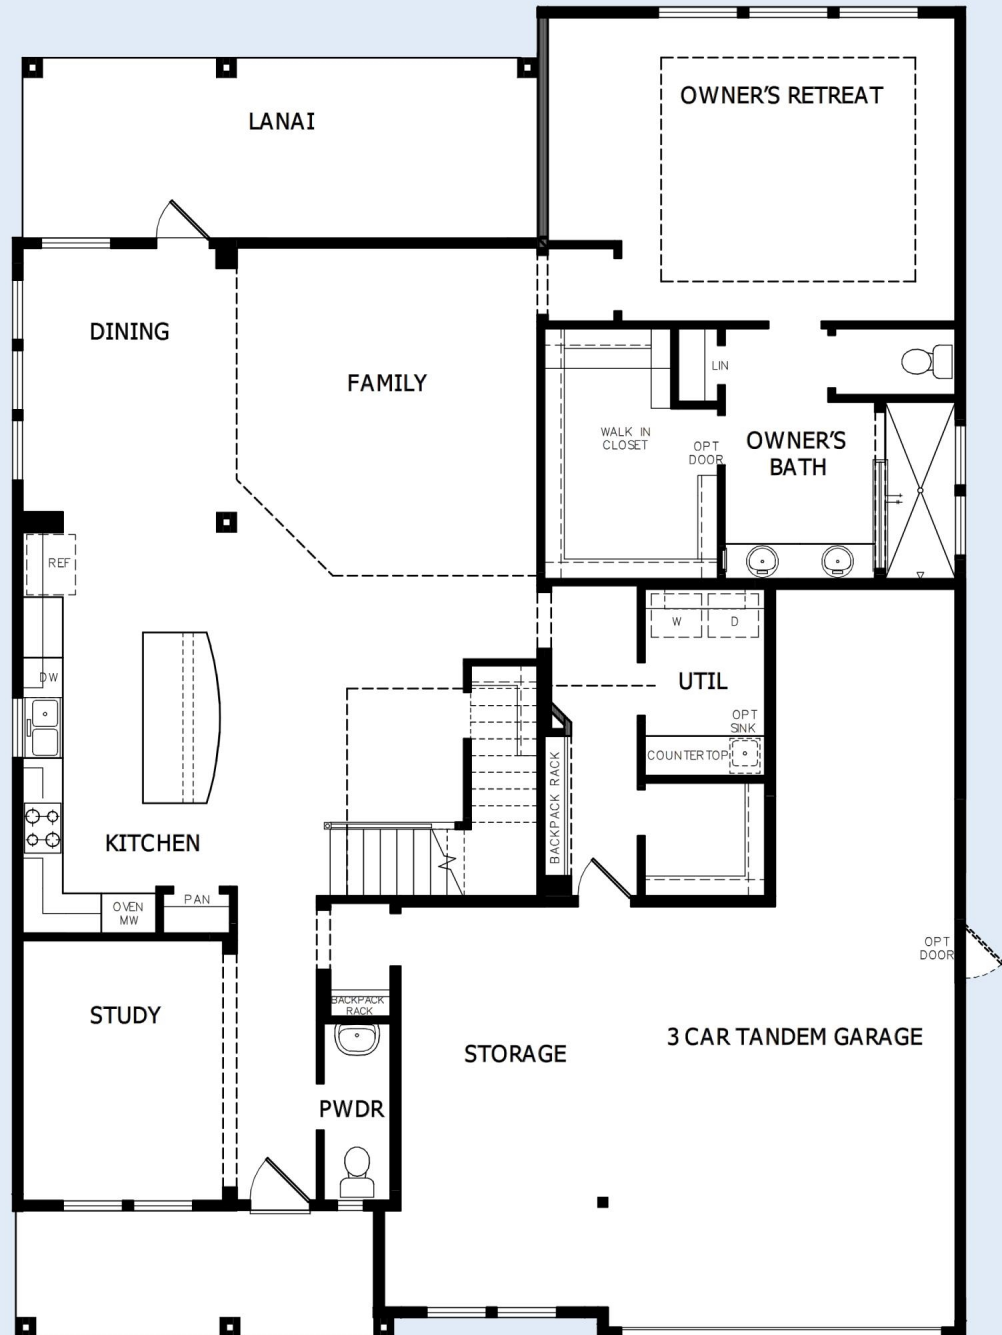 OWNER'S RETREAT
LANAI
DINING
FAMILY
LIN
WALK IN
CLOSET
OPT
DOOR
OWNER'S
BATH
REF
W
D
DW
UTIL
OPT
SINK
COUNTERTOP
BACKPACK RACK
KITCHEN
PAN
OVEN
MW
OPT
DOOR
BACKPACK
RACK
STUDY
3 CAR TANDEM GARAGE
STORAGE
PWDR